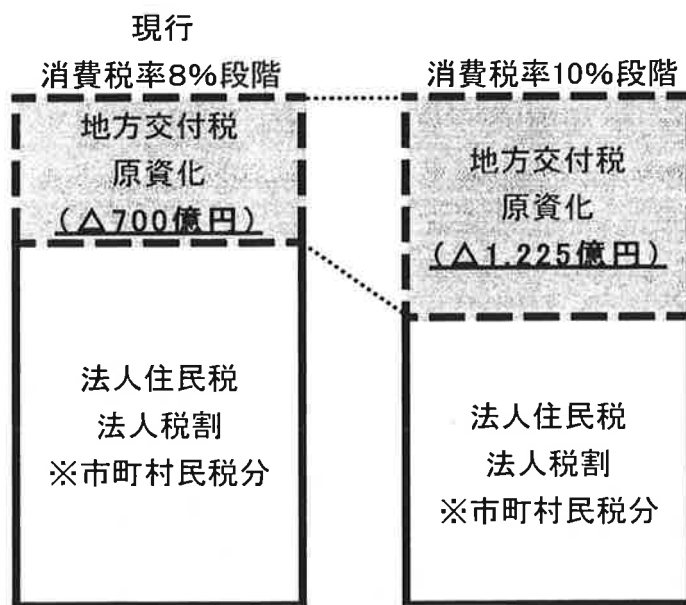 現行
消費税率8%段階
地方交付税
原資化
(△700億円)
法人住民税
法人税割
※市町村民税分
消費税率10%段階
地方交付税
原資化
(△1,225億円)
法人住民税
法人税割
※市町村民税分